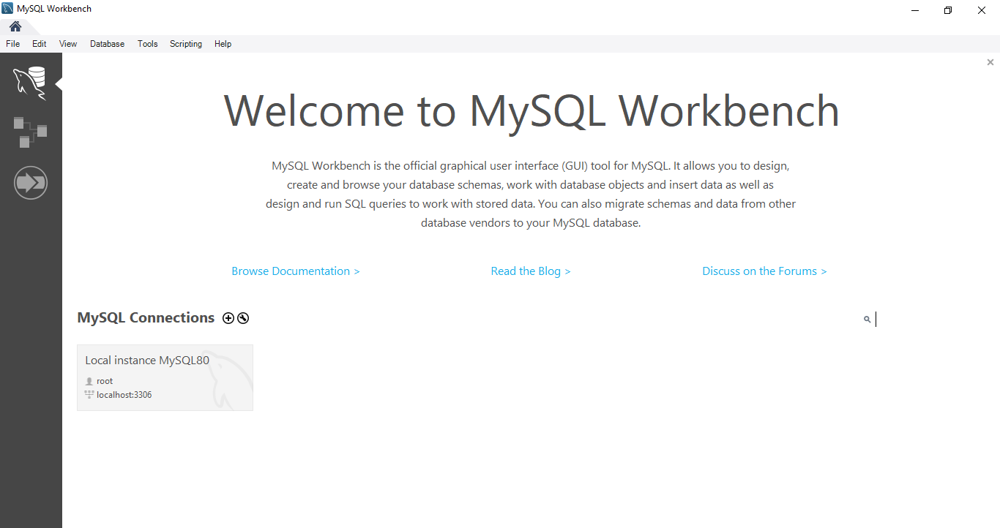 MySQL Workbench
File Edit View Database Tools Scripting Help
Welcome to MySQL Workbench
MySQL Workbench is the official graphical user interface (GUI) tool for MySQL. It allows you to design,
create and browse your database schemas, work with database objects and insert data as well as
design and run SQL queries to work with stored data. You can also migrate schemas and data from other
database vendors to your MySQL database.
Browse Documentation > Read the Blog > Discuss on the Forums >
MySQL Connections
Local instance MySQL80
root
localhost:3306